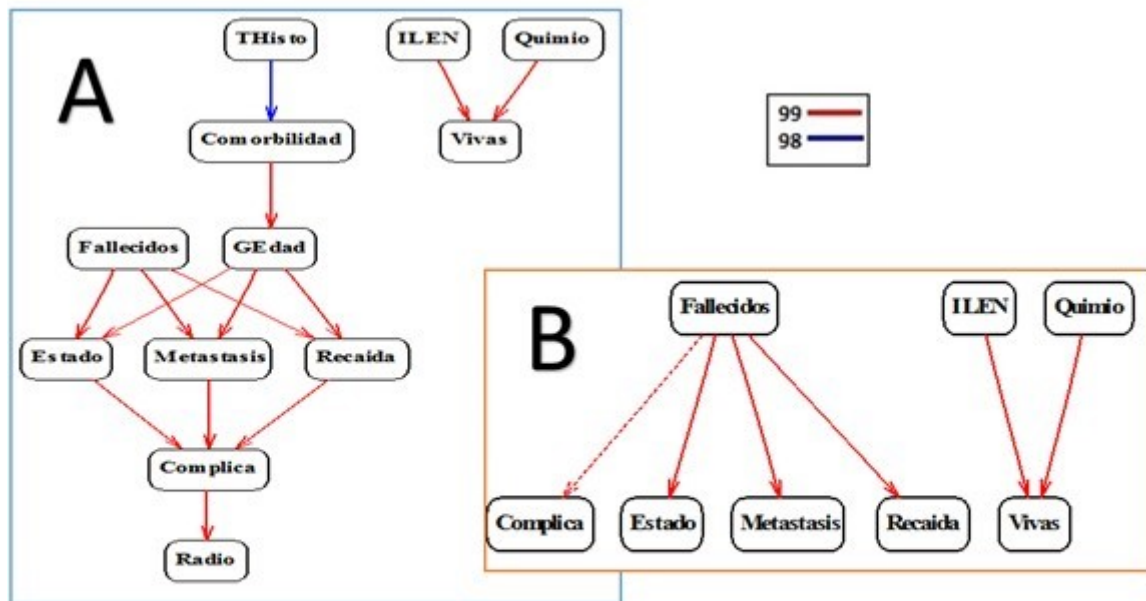 A
THisto
ILEN
Quimio
Comorbilidad
Vivas
99
98
Fallecidos
GEdad
Estado
Metastasis
Recaída
Complica
Radio
B
Fallecidos
ILEN
Quimio
Complica
Estado
Metastasis
Recaida
Vivas